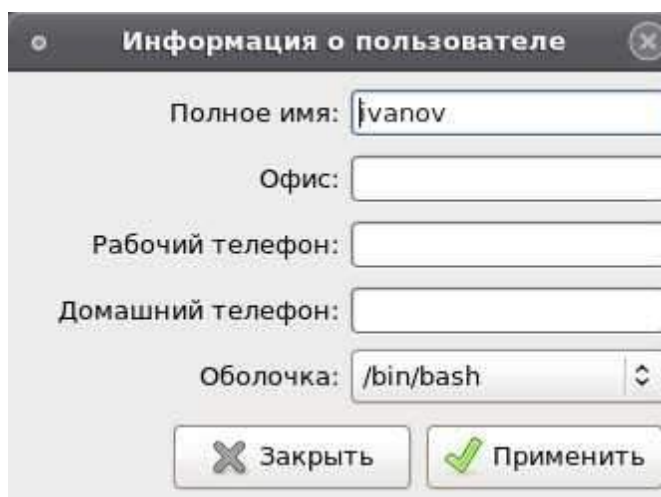 Информация о пользователе
Полное имя: ivanov
Офис:
Рабочий телефон:
Домашний телефон:
Оболочка: /bin/bash
Закрыть Применить